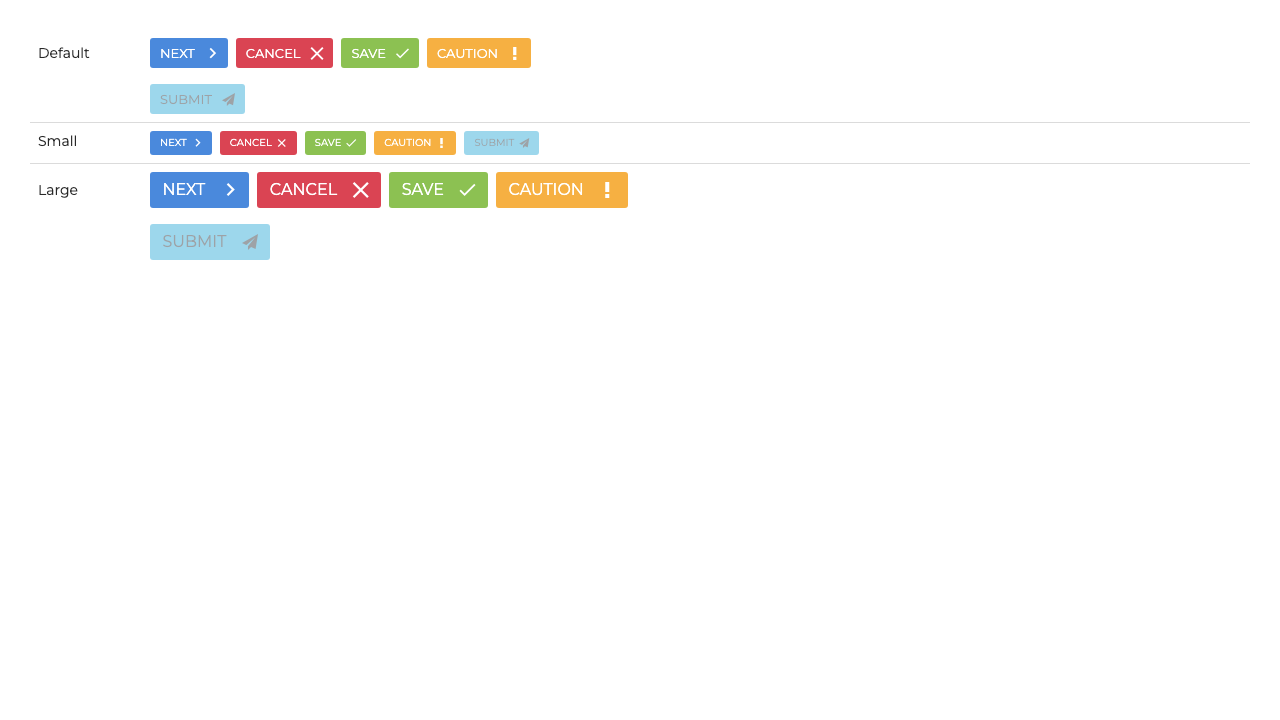 Default NEXT CANCEL SAVE CAUTION
SUBMIT
Small NEXT CANCEL SAVE CAUTION SUBMIT
Large NEXT CANCEL SAVE CAUTION
SUBMIT